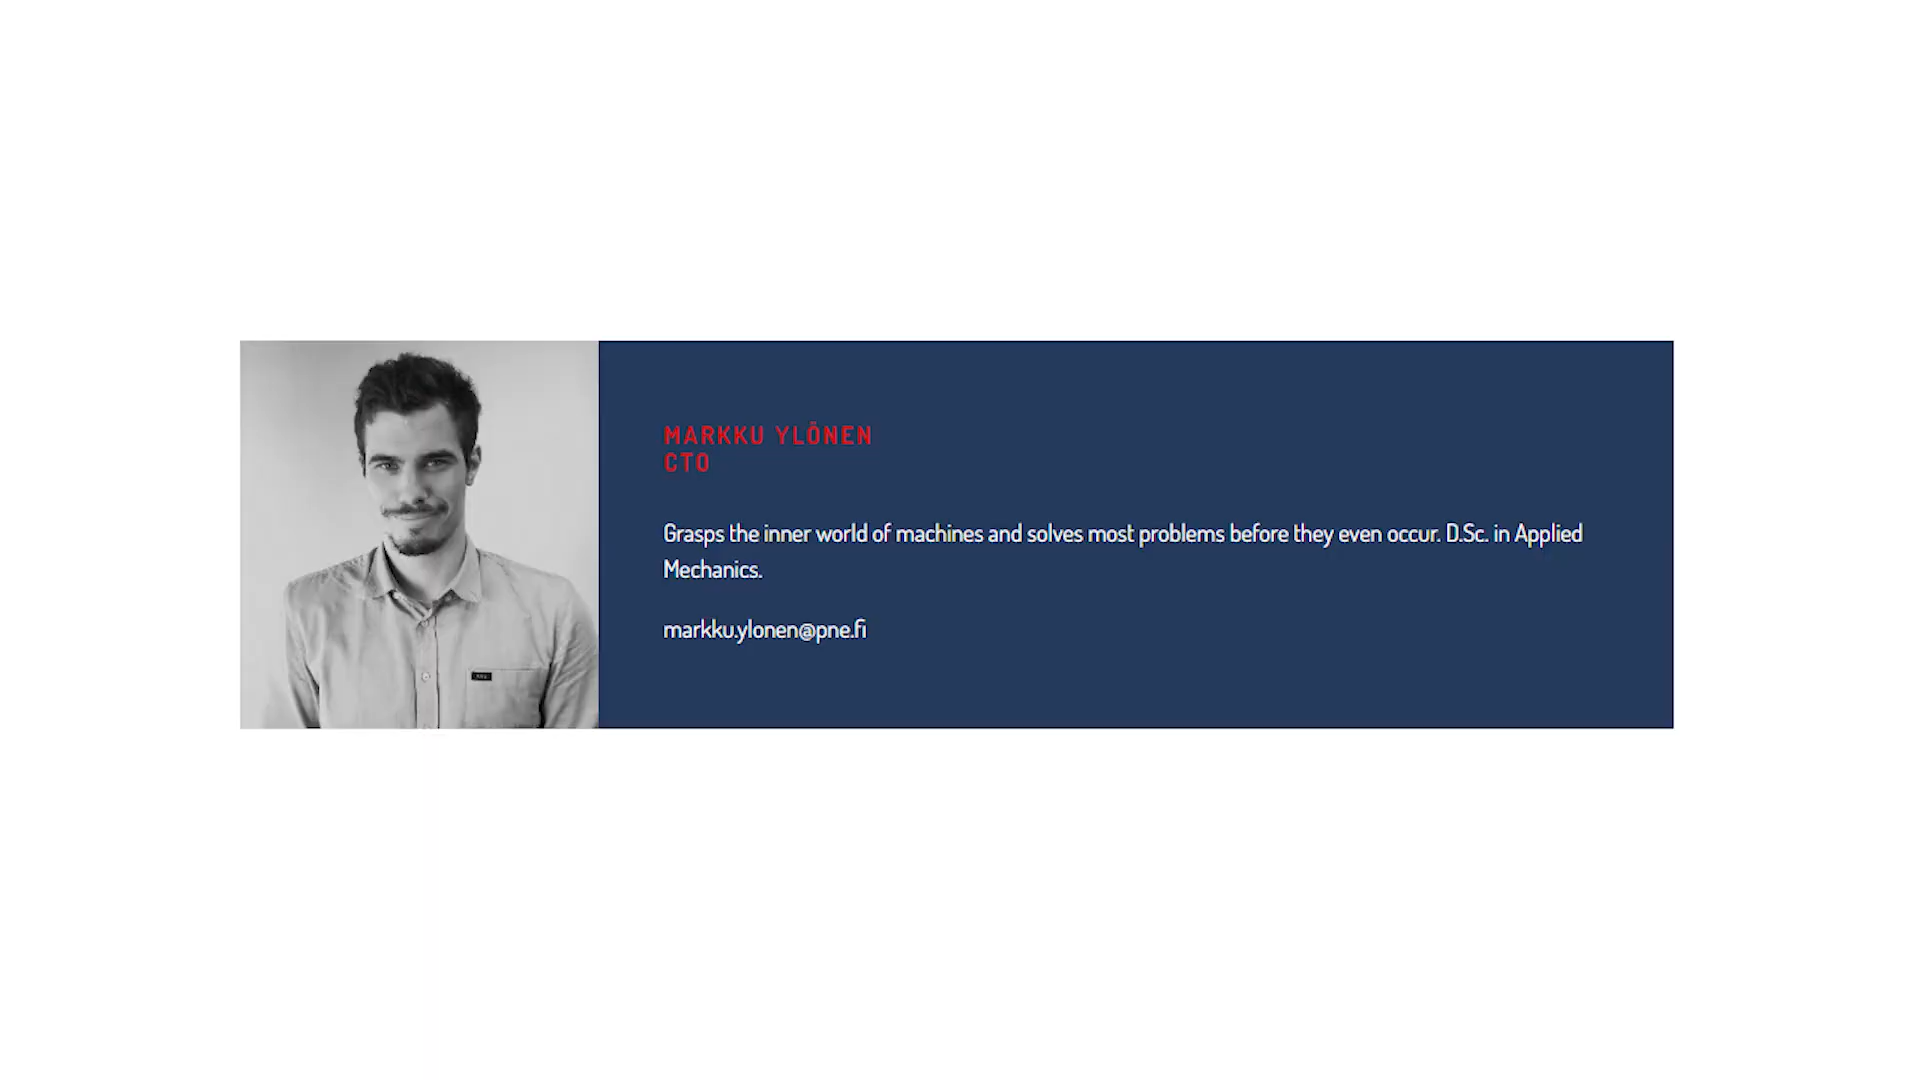 MARKKU YLÖNEN
CTO
Grasps the inner world of machines and solves most problems before they even occur. D.Sc. in Applied
Mechanics.
markku.ylonen@pne.fi